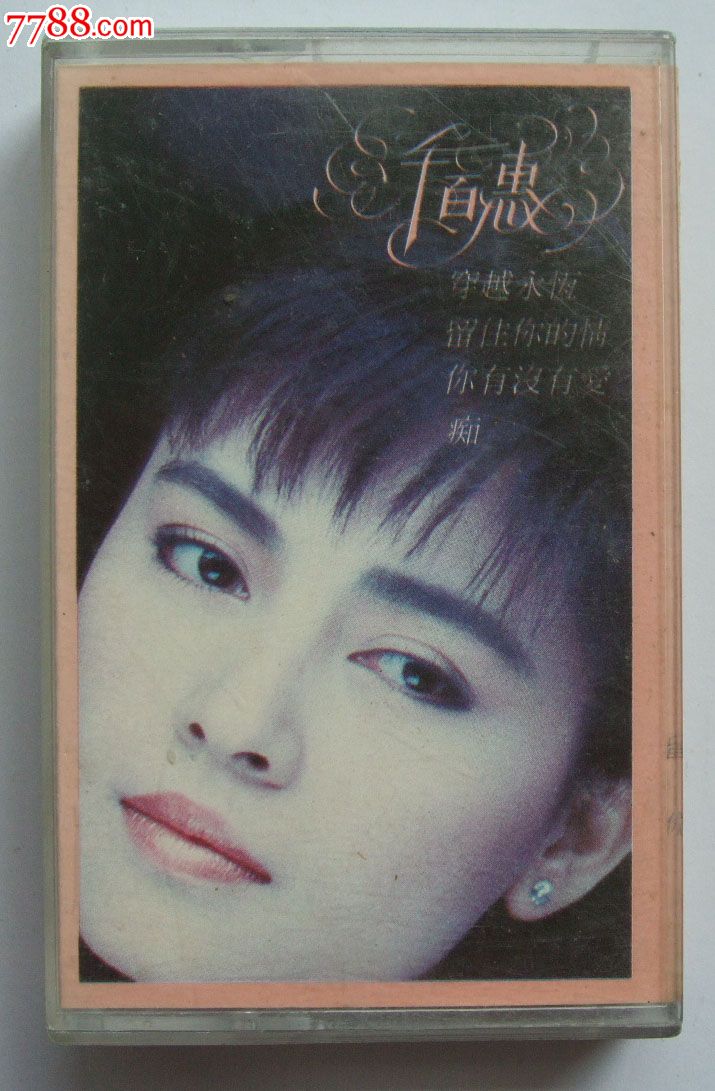 7788.com
千百惠
穿越永恆
留住你的情
你有沒有愛
痴